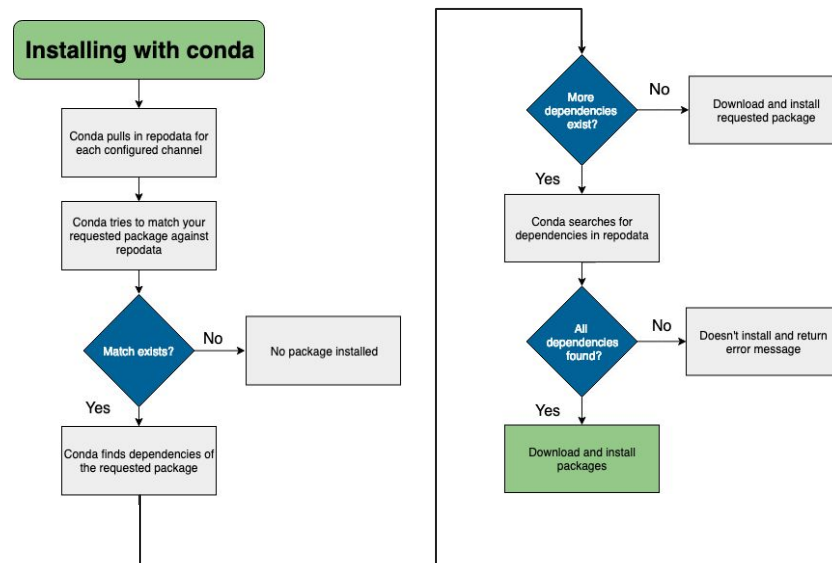 Installing with conda
Conda pulls in repodata for
each configured channel
Conda tries to match your
requested package against
repodata
Match exists?
No
No package installed
Yes
Conda finds dependencies of
the requested package
More
dependencies
exist?
No
Download and install
requested package
Yes
Conda searches for
dependencies in repodata
All
dependencies
found?
No
Doesn't install and return
error message
Yes
Download and install
packages